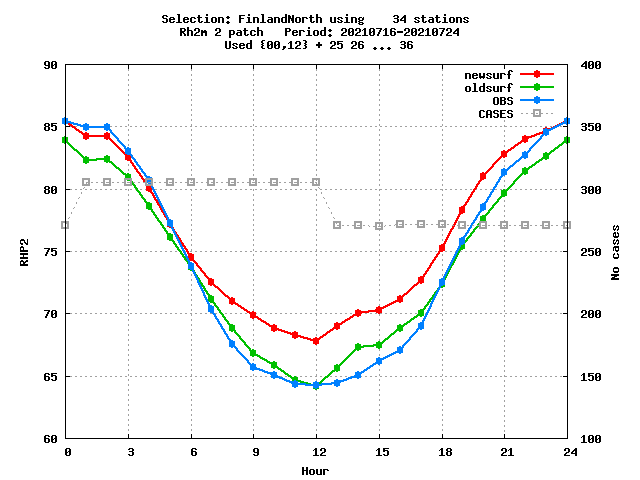 Selection: FinlandNorth using    34 stations
Rh2m 2 patch   Period: 20210716-20210724
Used {00,12} + 25 26 ... 36
90
85
80
75
70
65
60
RHP2
400
350
300
250
200
150
100
No cases
newsurf
oldsurf
OBS
CASES
0 3 6 9 12 15 18 21 24
Hour